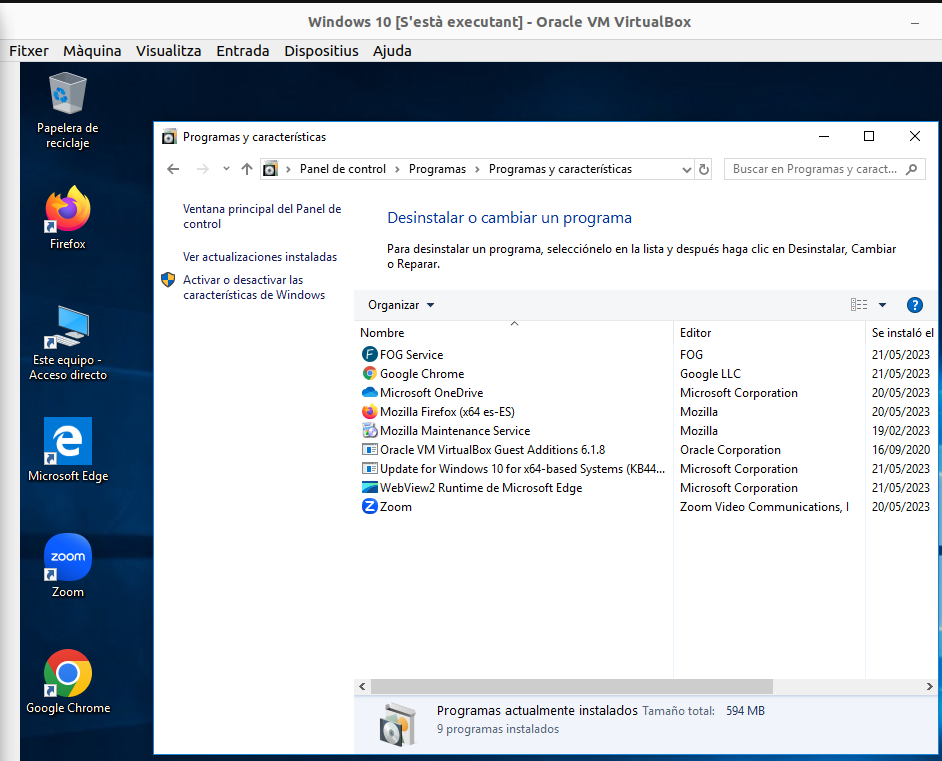 Windows 10 [S'està executant] - Oracle VM VirtualBox
Fitxer Màquina Visualitza Entrada Dispositius Ajuda
Papelera de
reciclaje
Firefox
Este equipo -
Acceso directo
Microsoft Edge
zoom
Zoom
Google Chrome
Programas y características
Panel de control > Programas > Programas y características
Buscar en Programas y caract...
Ventana principal del Panel de
control
Ver actualizaciones instaladas
Activar o desactivar las
características de Windows
Desinstalar o cambiar un programa
Para desinstalar un programa, selecciónelo en la lista y después haga clic en Desinstalar, Cambiar
o Reparar.
Organizar
Nombre Editor Se instaló el
FOG Service FOG 21/05/2023
Google Chrome Google LLC 21/05/2023
Microsoft OneDrive Microsoft Corporation 20/05/2023
Mozilla Firefox (x64 es-ES) Mozilla 20/05/2023
Mozilla Maintenance Service Mozilla 19/02/2023
Oracle VM VirtualBox Guest Additions 6.1.8 Oracle Corporation 16/09/2020
Update for Windows 10 for x64-based Systems (KB44... Microsoft Corporation 21/05/2023
WebView2 Runtime de Microsoft Edge Microsoft Corporation 21/05/2023
Zoom Zoom Video Communications, I 20/05/2023
Programas actualmente instalados Tamaño total: 594 MB
9 programas instalados